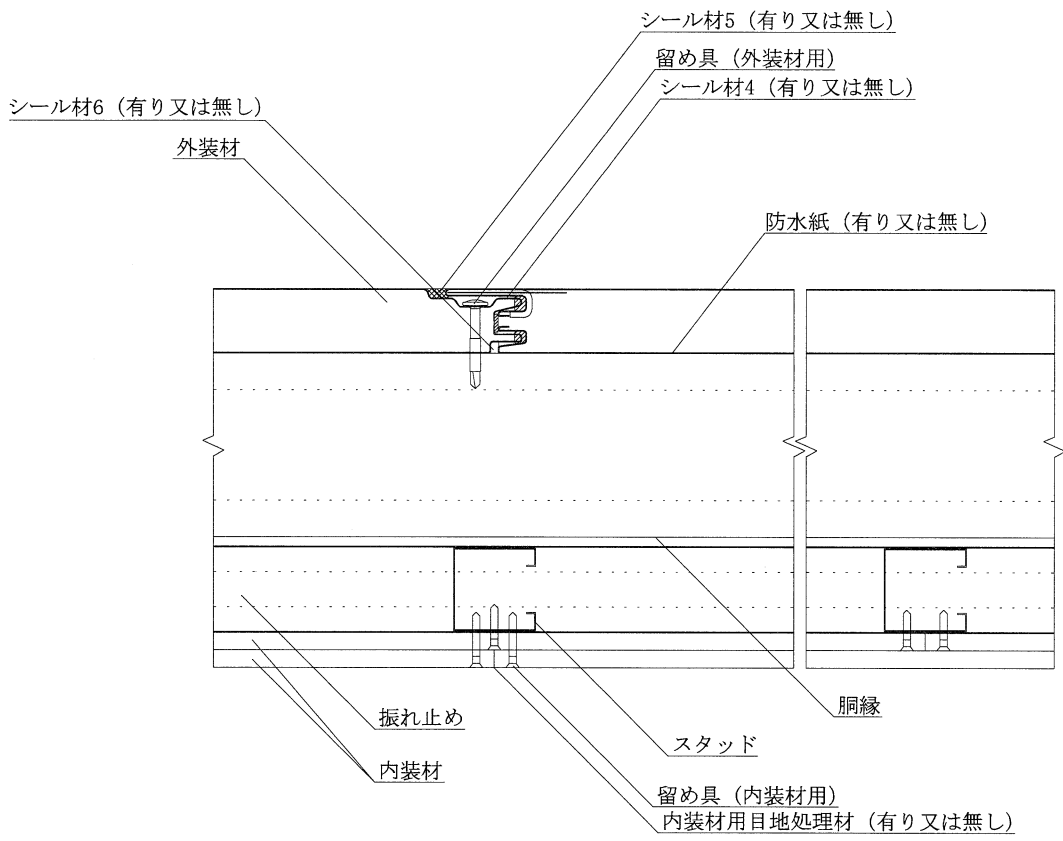 シール材5（有り又は無し）
留め具（外装材用）
シール材4（有り又は無し）
シール材6（有り又は無し）
外装材
防水紙（有り又は無し）
胴縁
振れ止め
スタッド
内装材
留め具（内装材用）
内装材用目地処理材（有り又は無し）